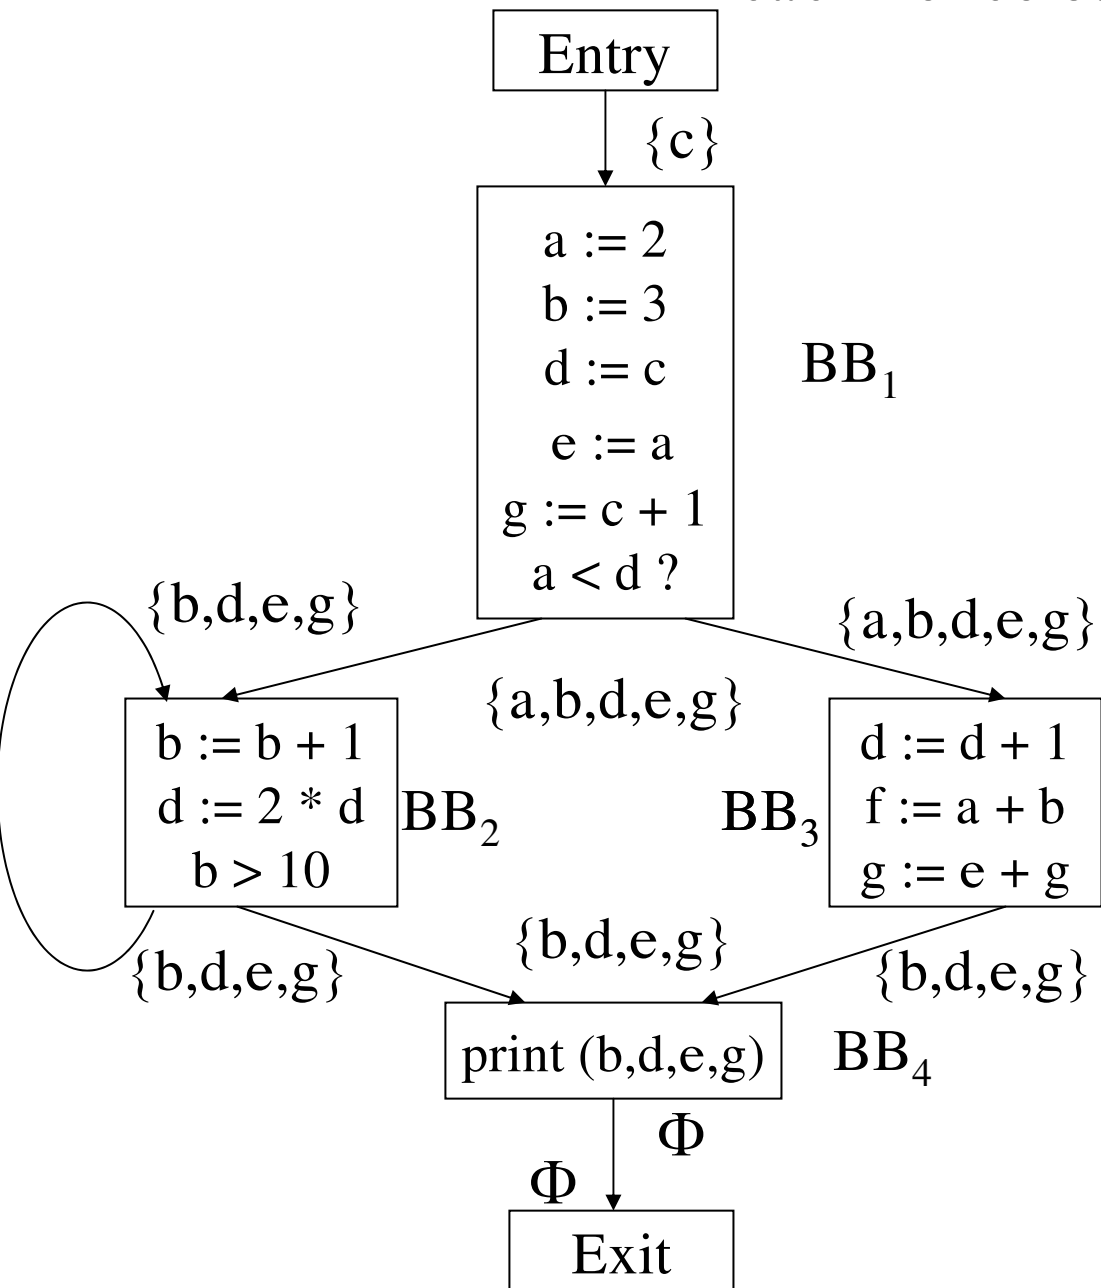 Entry
{c}
a := 2
b := 3
d := c
e := a
g := c + 1
a < d ?
BB₁
{b,d,e,g}
{a,b,d,e,g}
{a,b,d,e,g}
b := b + 1
d := 2 * d
b > 10
BB₂
BB₃
d := d + 1
f := a + b
g := e + g
{b,d,e,g}
{b,d,e,g}
{b,d,e,g}
print (b,d,e,g)
BB₄
Φ
Φ
Exit